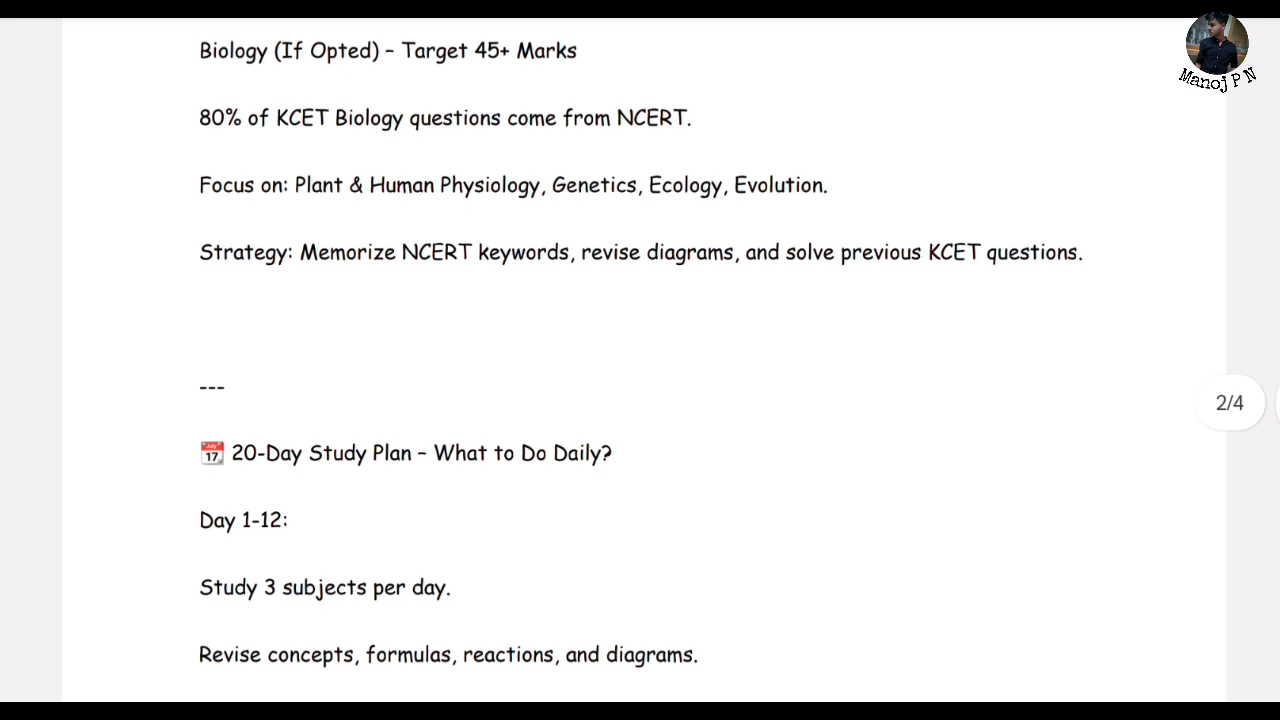 Manoj P N
Biology (If Opted) – Target 45+ Marks
80% of KCET Biology questions come from NCERT.
Focus on: Plant & Human Physiology, Genetics, Ecology, Evolution.
Strategy: Memorize NCERT keywords, revise diagrams, and solve previous KCET questions.
---
2/4
📅 20-Day Study Plan – What to Do Daily?
Day 1-12:
Study 3 subjects per day.
Revise concepts, formulas, reactions, and diagrams.